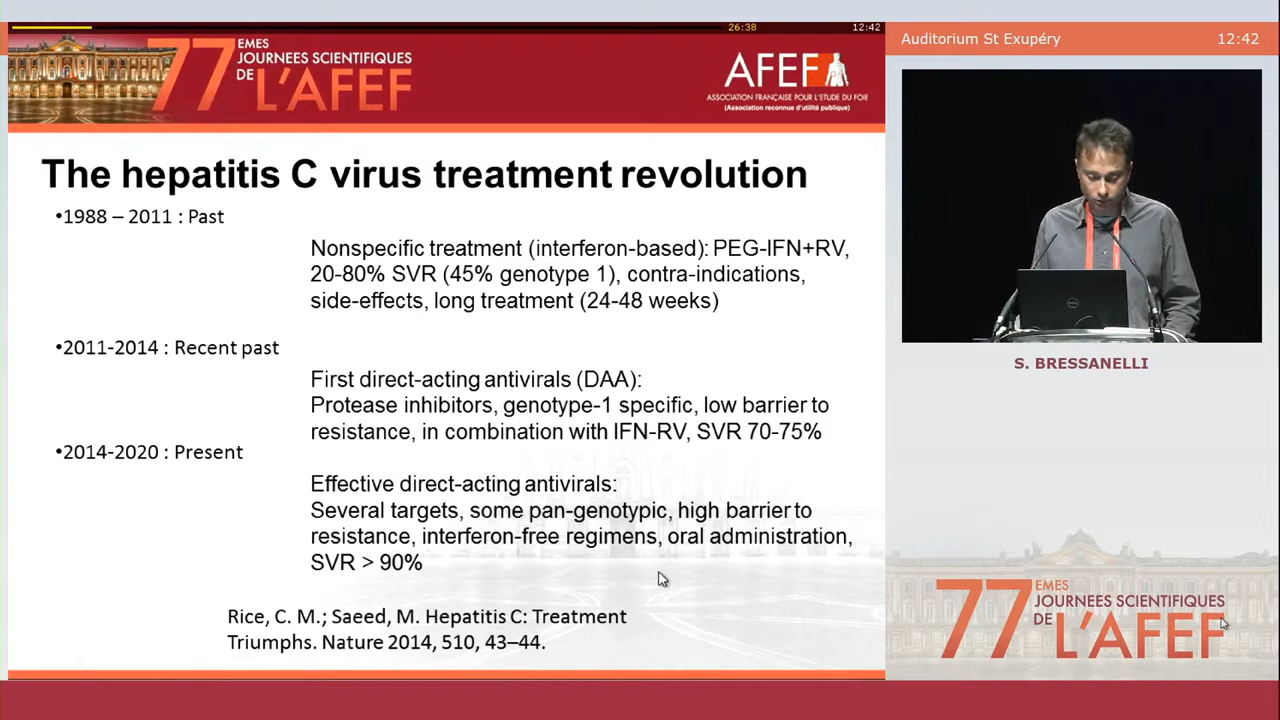 26:38
12:42
77
EMES
JOURNEES SCIENTIFIQUES
DE L'AFEF
AFEF
ASSOCIATION FRANÇAISE POUR L'ETUDE DU FOIE
(Association reconnue d'utilité publique)
The hepatitis C virus treatment revolution
•1988 – 2011 : Past
Nonspecific treatment (interferon-based): PEG-IFN+RV,
20-80% SVR (45% genotype 1), contra-indications,
side-effects, long treatment (24-48 weeks)
•2011-2014 : Recent past
First direct-acting antivirals (DAA):
Protease inhibitors, genotype-1 specific, low barrier to
resistance, in combination with IFN-RV, SVR 70-75%
•2014-2020 : Present
Effective direct-acting antivirals:
Several targets, some pan-genotypic, high barrier to
resistance, interferon-free regimens, oral administration,
SVR > 90%
Rice, C. M.; Saeed, M. Hepatitis C: Treatment
Triumphs. Nature 2014, 510, 43–44.
Auditorium St Exupéry
12:42
DELL
S. BRESSANELLI
77
EMES
JOURNEES SCIENTIFIQUES
DE L'AFEF